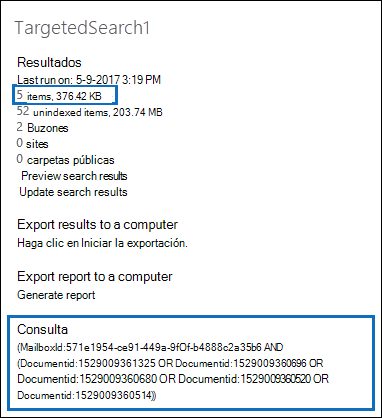 TargetedSearch1
Resultados
Last run on: 5-9-2017 3:19 PM
5 items, 376.42 KB
52 unindexed items, 203.74 MB
2 Buzones
0 sites
0 carpetas públicas
Preview search results
Update search results
Export results to a computer
Haga clic en Iniciar la exportación.
Export report to a computer
Generate report
Consulta
(MailboxId:571e1954-ce91-449a-9f0f-b4888c2a35b6 AND
(Documentid:1529009361325 OR Documentid:1529009360696 OR
Documentid:1529009360680 OR Documentid:1529009360520 OR
Documentid:1529009360514))